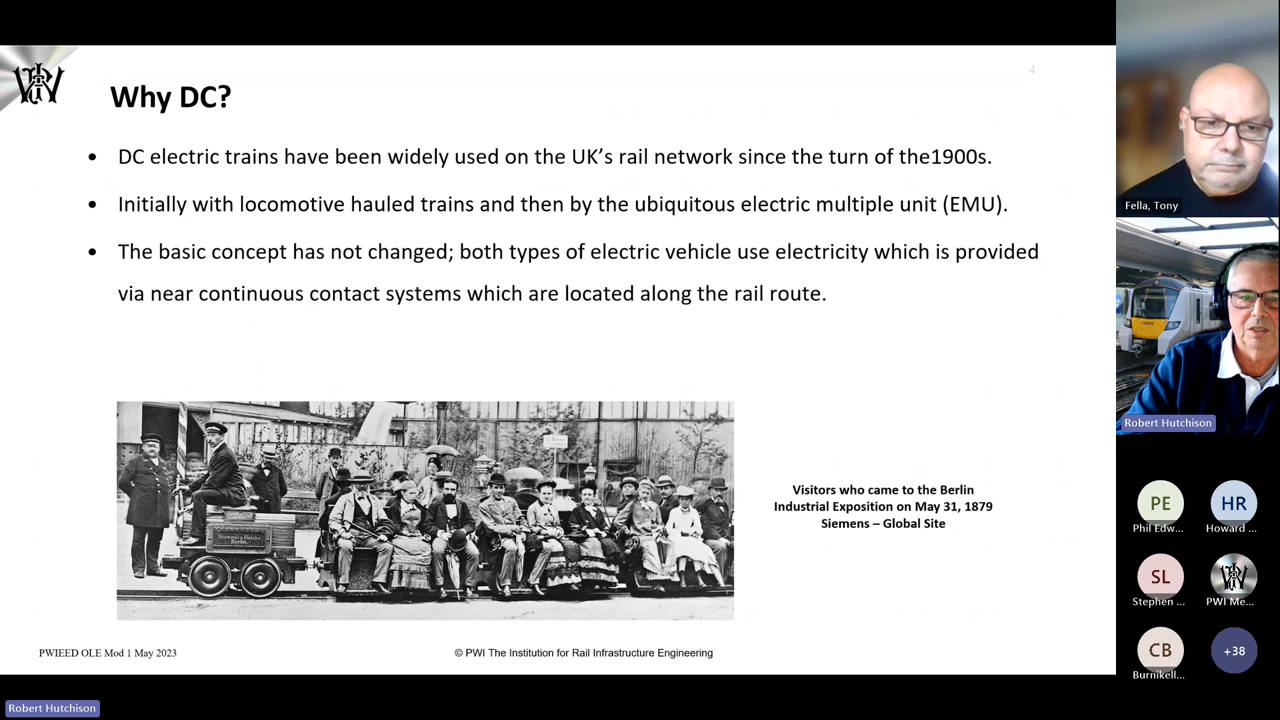 4
Why DC?
• DC electric trains have been widely used on the UK’s rail network since the turn of the1900s.
• Initially with locomotive hauled trains and then by the ubiquitous electric multiple unit (EMU).
• The basic concept has not changed; both types of electric vehicle use electricity which is provided
via near continuous contact systems which are located along the rail route.
Siemens & Halske
Berlin.
Visitors who came to the Berlin
Industrial Exposition on May 31, 1879
Siemens – Global Site
PWIEED OLE Mod 1 May 2023
© PWI The Institution for Rail Infrastructure Engineering
Robert Hutchison
Fella, Tony
Robert Hutchison
PE
HR
Phil Edw...
Howard ...
SL
Stephen ...
PWI Me...
CB
+38
Burnikell...